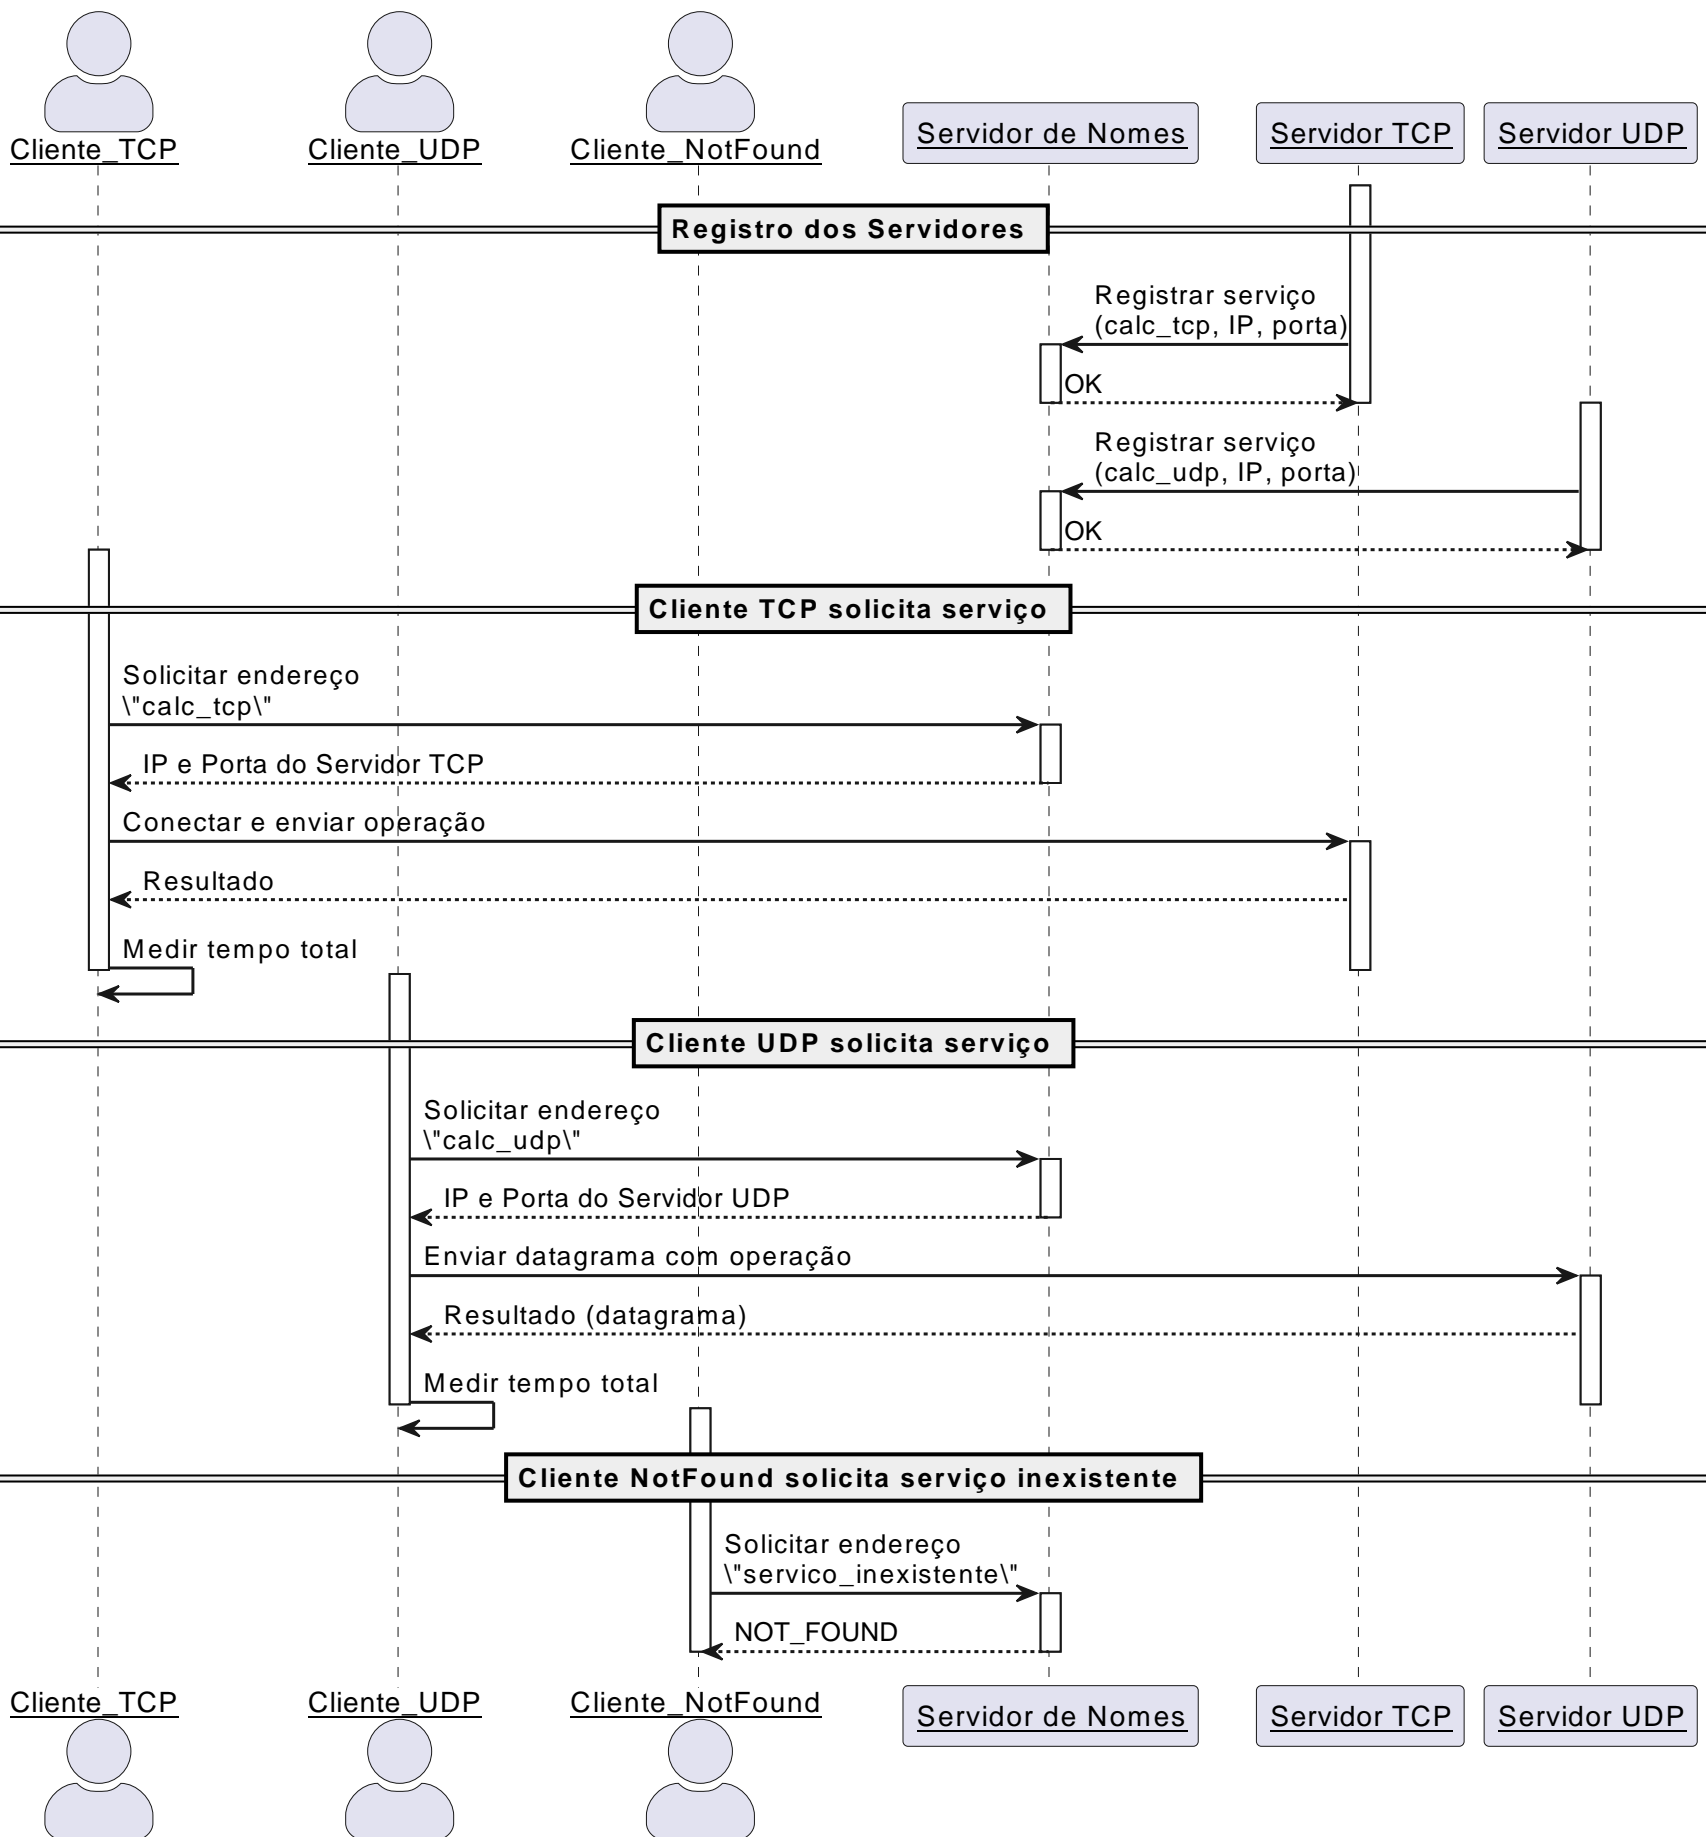 Cliente_TCP
Cliente_UDP
Cliente_NotFound
Servidor de Nomes
Servidor TCP
Servidor UDP
Registro dos Servidores
Registrar serviço
(calc_tcp, IP, porta)
OK
Registrar serviço
(calc_udp, IP, porta)
OK
Cliente TCP solicita serviço
Solicitar endereço
\"calc_tcp\"
IP e Porta do Servidor TCP
Conectar e enviar operação
Resultado
Medir tempo total
Cliente UDP solicita serviço
Solicitar endereço
\"calc_udp\"
IP e Porta do Servidor UDP
Enviar datagrama com operação
Resultado (datagrama)
Medir tempo total
Cliente NotFound solicita serviço inexistente
Solicitar endereço
\"servico_inexistente\"
NOT_FOUND
Cliente_TCP
Cliente_UDP
Cliente_NotFound
Servidor de Nomes
Servidor TCP
Servidor UDP